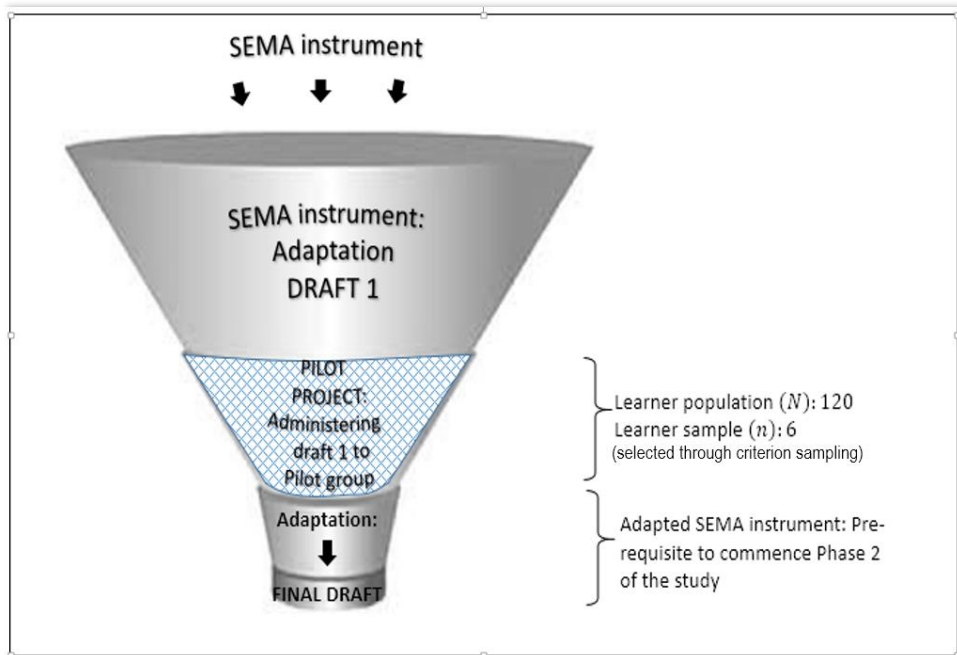 SEMA instrument
SEMA instrument:
Adaptation
DRAFT 1
PILOT
PROJECT:
Administering
draft 1 to
Pilot group
Learner population (N): 120
Learner sample (n): 6
(selected through criterion sampling)
Adaptation:
FINAL DRAFT
Adapted SEMA instrument: Pre-
requisite to commence Phase 2
of the study